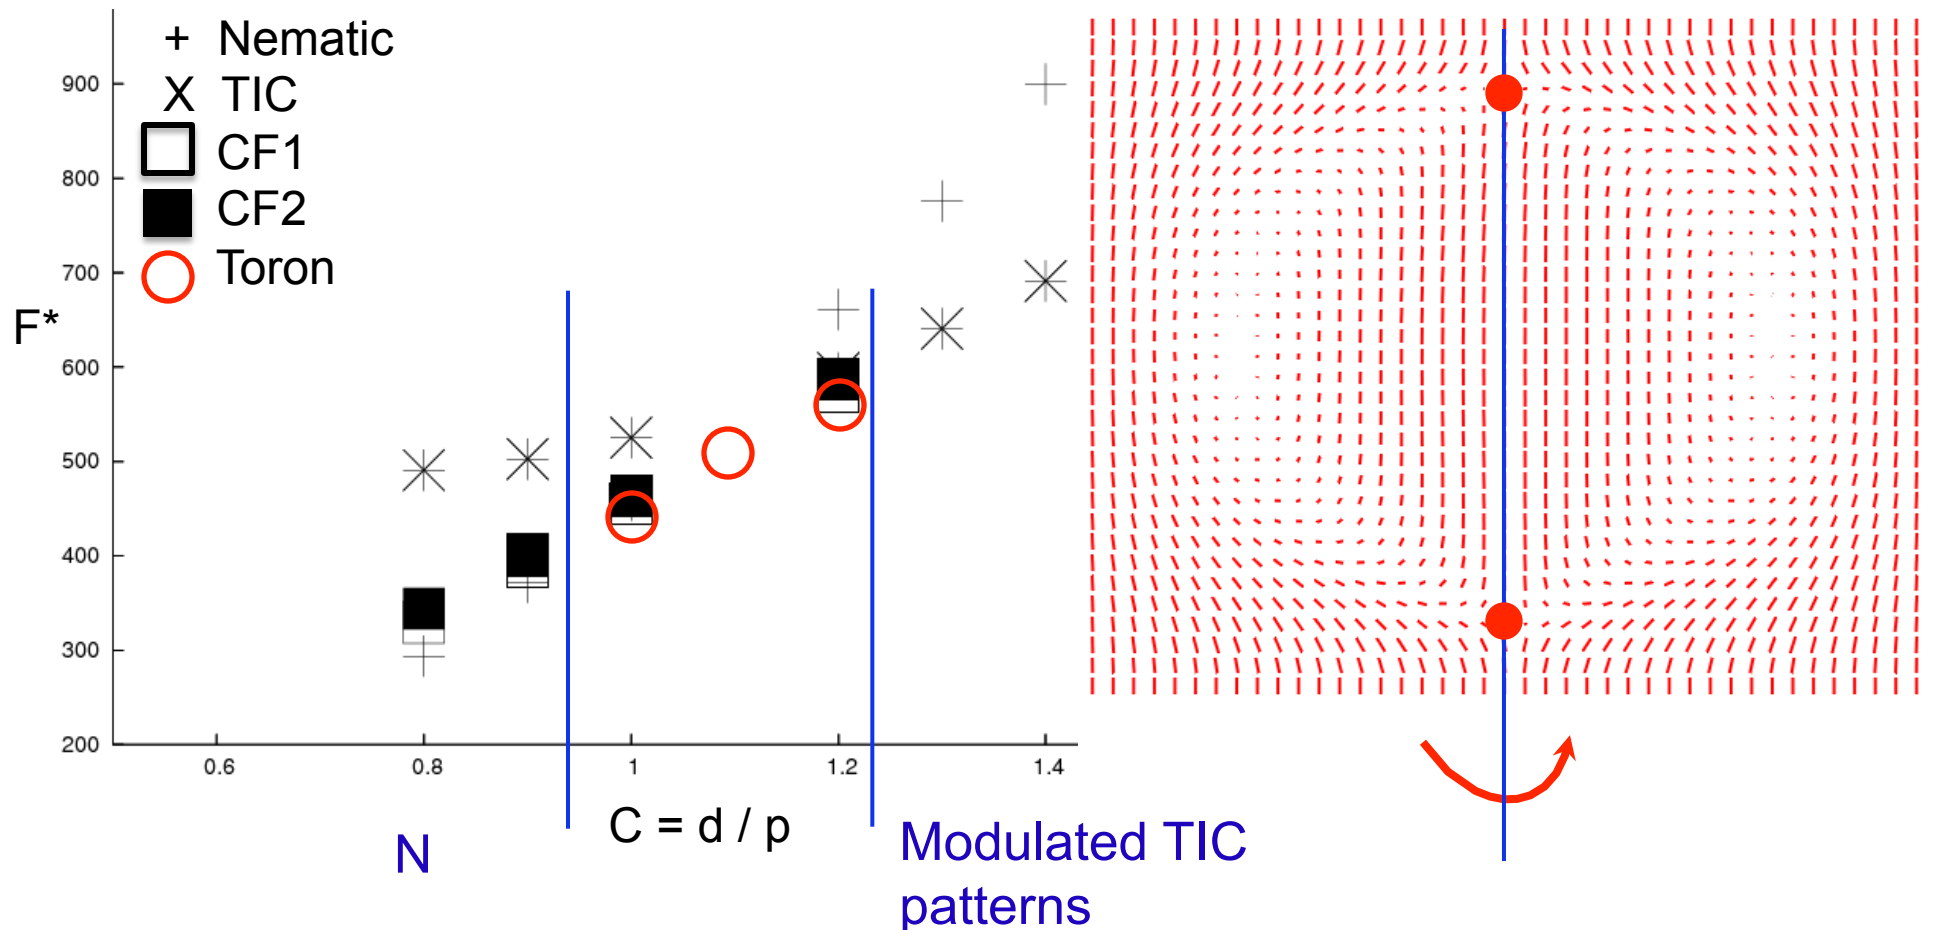 + Nematic
X TIC
CF1
CF2
Toron
F*
900
800
700
600
500
400
300
200
0.6
0.8
1
1.2
1.4
C = d / p
N
Modulated TIC
patterns